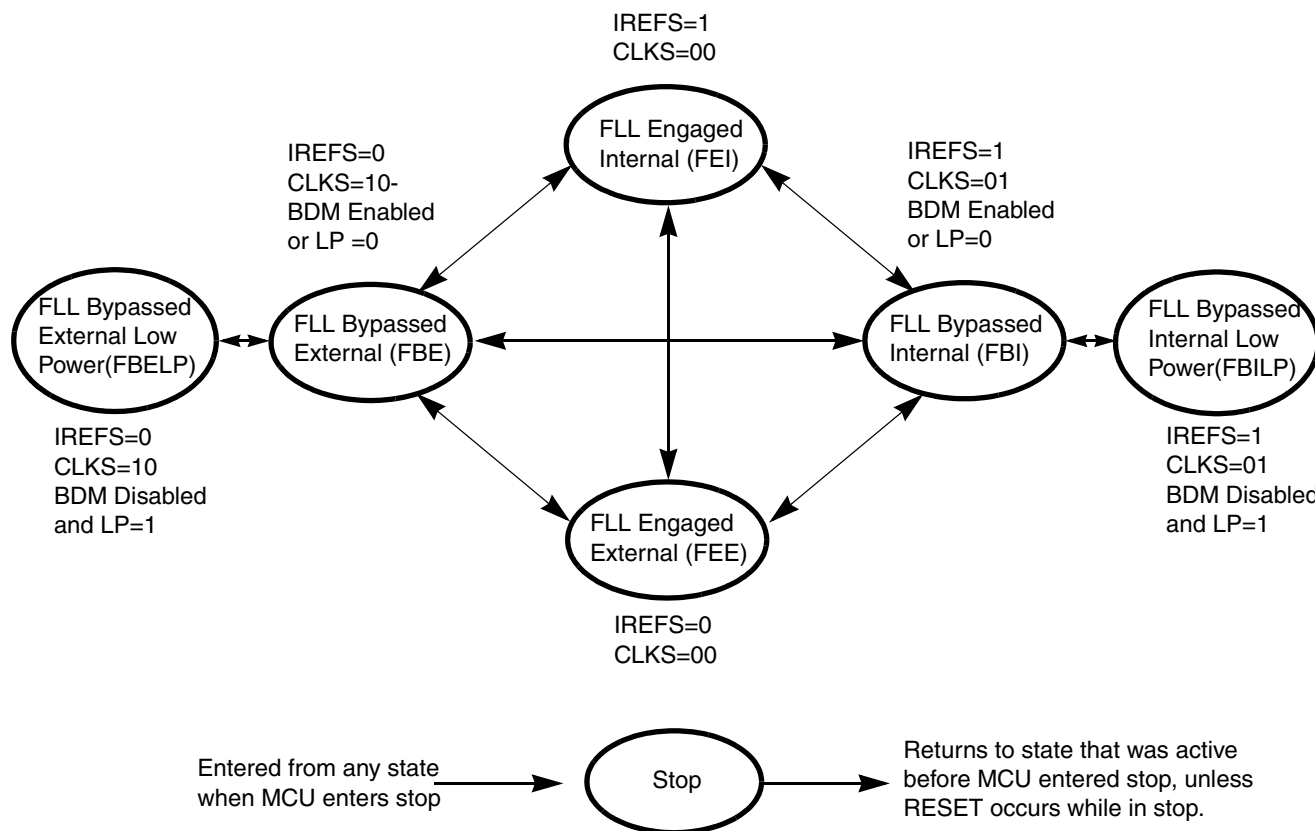 IREFS=1
CLKS=00
FLL Engaged
Internal (FEI)
IREFS=0
CLKS=10-
BDM Enabled
or LP =0
IREFS=1
CLKS=01
BDM Enabled
or LP=0
FLL Bypassed
External Low
Power(FBELP)
FLL Bypassed
External (FBE)
FLL Bypassed
Internal (FBI)
FLL Bypassed
Internal Low
Power(FBILP)
IREFS=0
CLKS=10
BDM Disabled
and LP=1
FLL Engaged
External (FEE)
IREFS=1
CLKS=01
BDM Disabled
and LP=1
IREFS=0
CLKS=00
Entered from any state
when MCU enters stop
Stop
Returns to state that was active
before MCU entered stop, unless
RESET occurs while in stop.